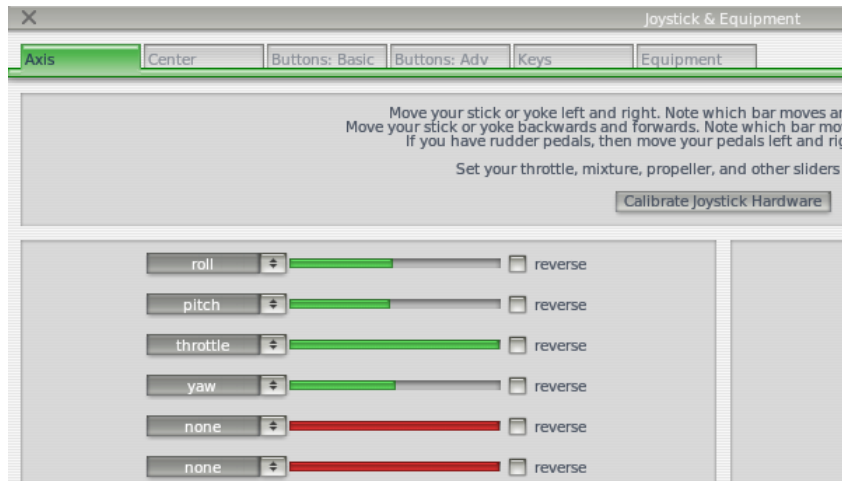 Joystick & Equipment
Axis
Center
Buttons: Basic
Buttons: Adv
Keys
Equipment
Move your stick or yoke left and right. Note which bar moves
Move your stick or yoke backwards and forwards. Note which bar
If you have rudder pedals, then move your pedals left and
Set your throttle, mixture, propeller, and other sliders
Calibrate Joystick Hardware
roll
reverse
pitch
reverse
throttle
reverse
yaw
reverse
none
reverse
none
reverse